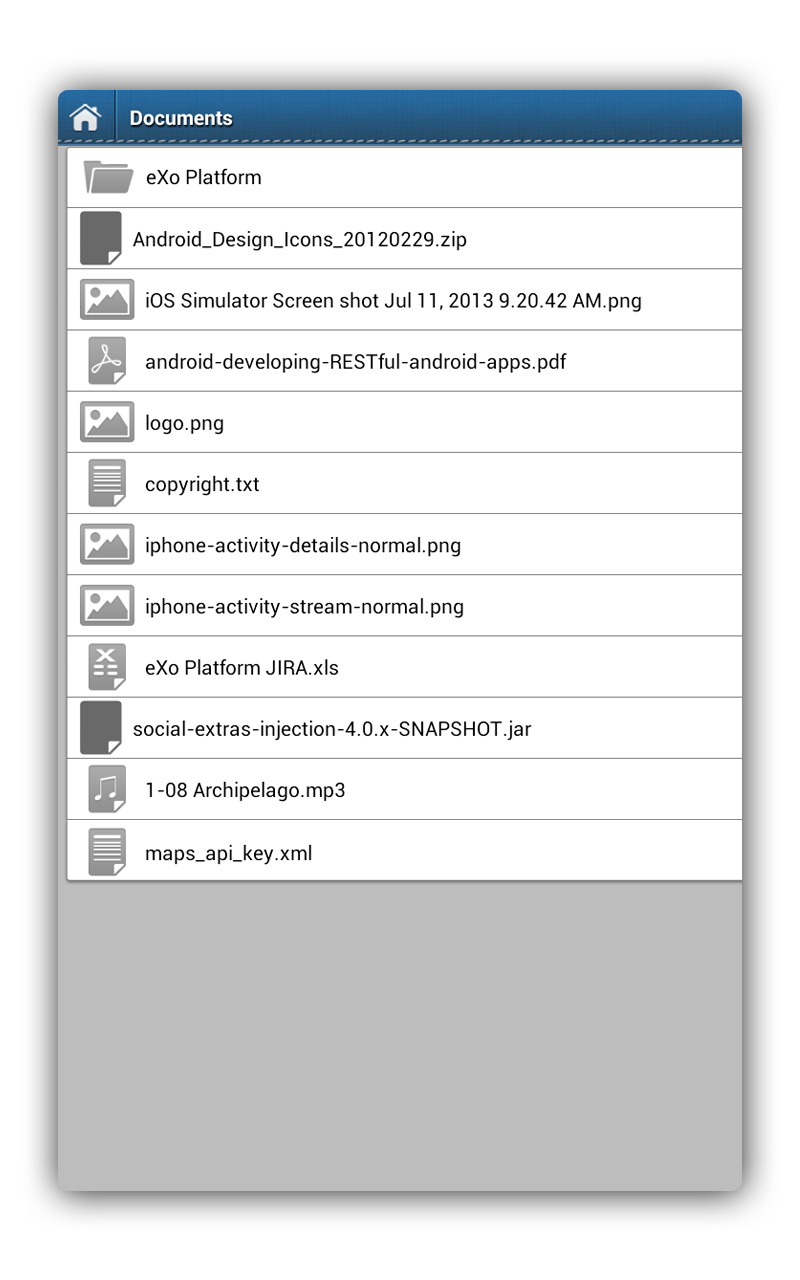 Documents
eXo Platform
Android_Design_Icons_20120229.zip
iOS Simulator Screen shot Jul 11, 2013 9.20.42 AM.png
android-developing-RESTful-android-apps.pdf
logo.png
copyright.txt
iphone-activity-details-normal.png
iphone-activity-stream-normal.png
eXo Platform JIRA.xls
social-extras-injection-4.0.x-SNAPSHOT.jar
1-08 Archipelago.mp3
maps_api_key.xml